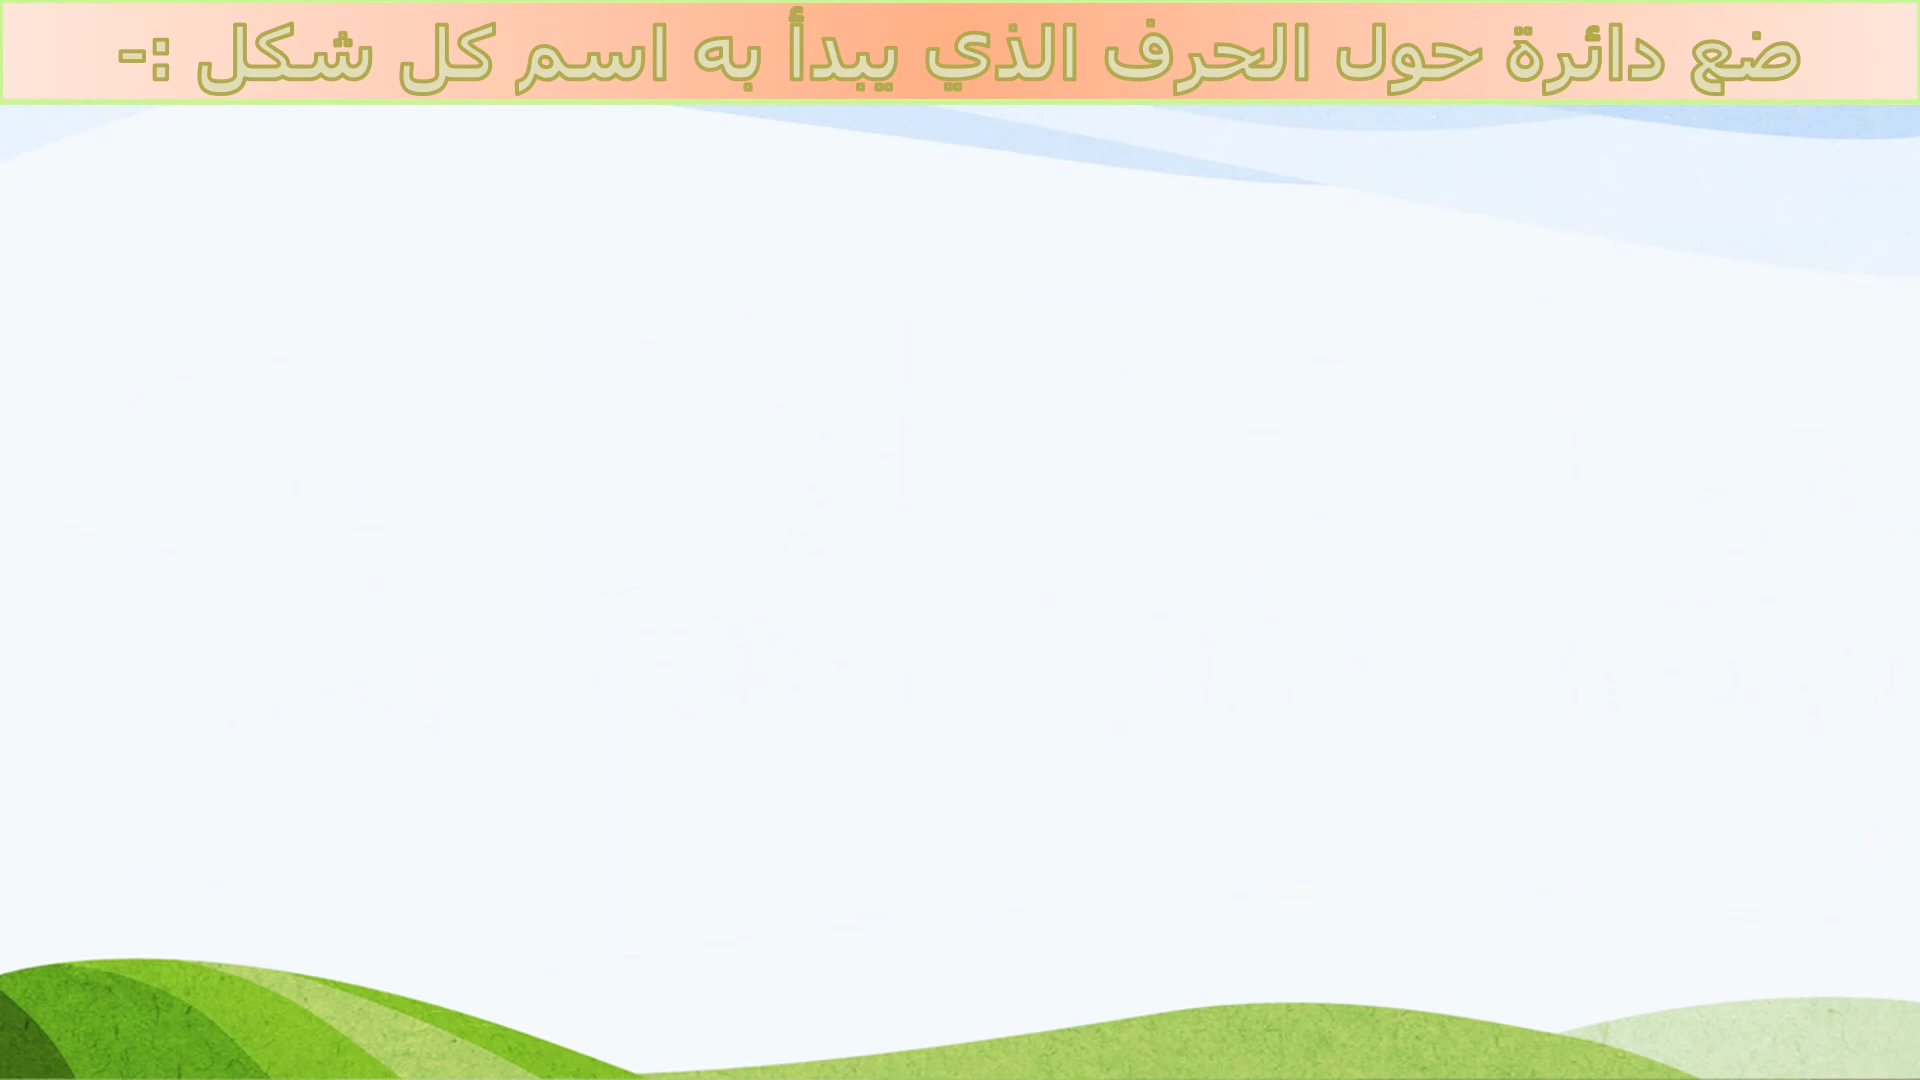 ضع دائرة حول الحرف الذي يبدأ به اسم كل شكل :-